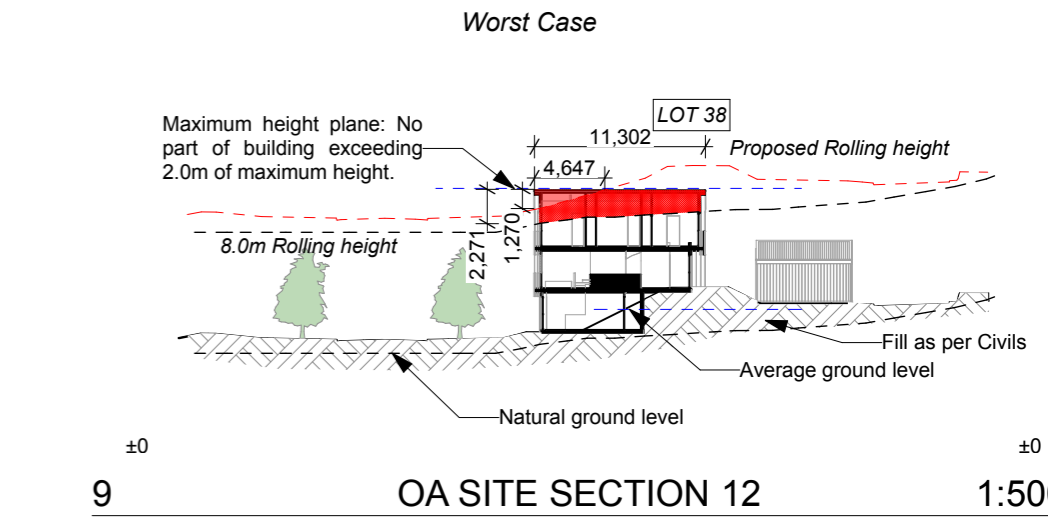 Worst Case
LOT 38
Maximum height plane: No
part of building exceeding
2.0m of maximum height.
11,302
Proposed Rolling height
4,647
8.0m Rolling height
2,271
1,270
Fill as per Civils
Average ground level
Natural ground level
±0
±0
9 OA SITE SECTION 12 1:500